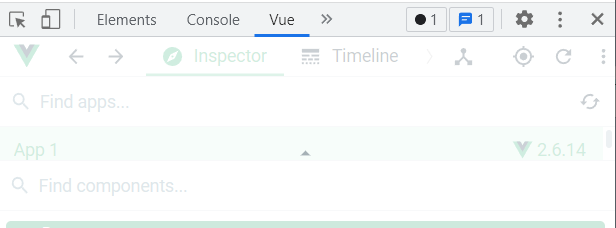 Elements Console Vue 1 1
Inspector Timeline
Find apps...
App 1 2.6.14
Find components...